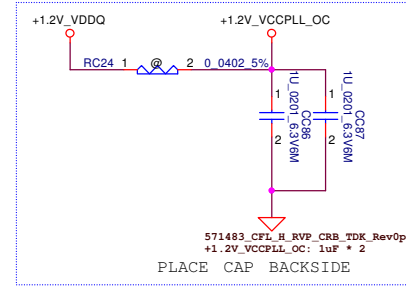 +1.2V_VDDQ
+1.2V_VCCPLL_OC
RC24 1 @ 2 0_0402_5%
1 1
1U_0201_6.3V6M
CC86
1U_0201_6.3V6M
CC87
2 2
571483_CFL_H_RVP_CRB_TDK_Rev0p
+1.2V_VCCPLL_OC: 1uF * 2
PLACE CAP BACKSIDE